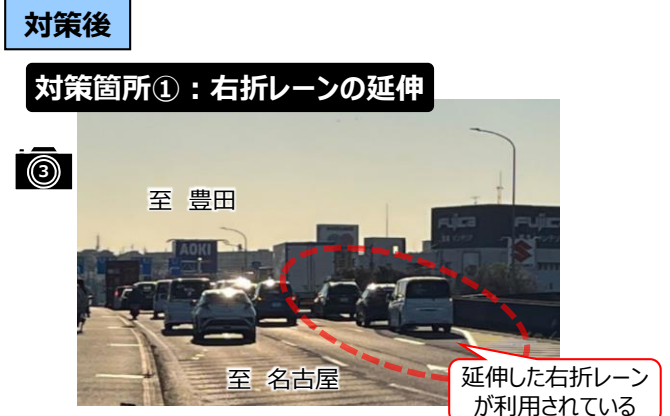 対策後
対策箇所①：右折レーンの延伸
③
至 豊田
AOKI
FUJICA
至 名古屋
延伸した右折レーン
が利用されている